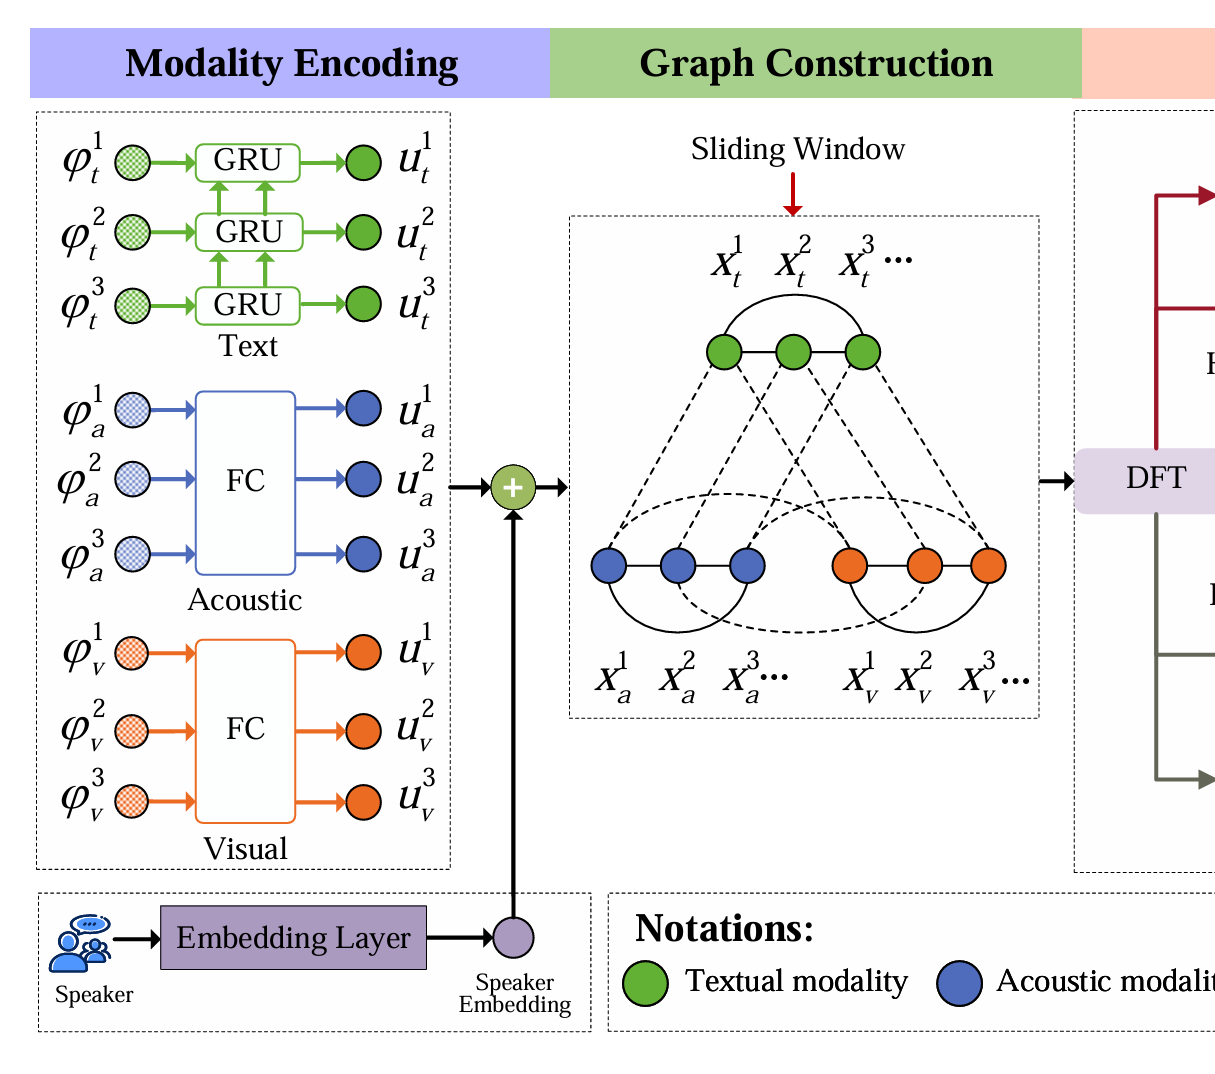 Modality Encoding
Graph Construction
φ_t^1 GRU u_t^1
φ_t^2 GRU u_t^2
φ_t^3 GRU u_t^3
Text
φ_a^1 u_a^1
φ_a^2 FC u_a^2
φ_a^3 u_a^3
Acoustic
φ_v^1 u_v^1
φ_v^2 FC u_v^2
φ_v^3 u_v^3
Visual
+
Sliding Window
x_t^1 x_t^2 x_t^3 ...
x_a^1 x_a^2 x_a^3 ... x_v^1 x_v^2 x_v^3 ...
DFT
Speaker
Embedding Layer
Speaker
Embedding
Notations:
Textual modality
Acoustic modalit